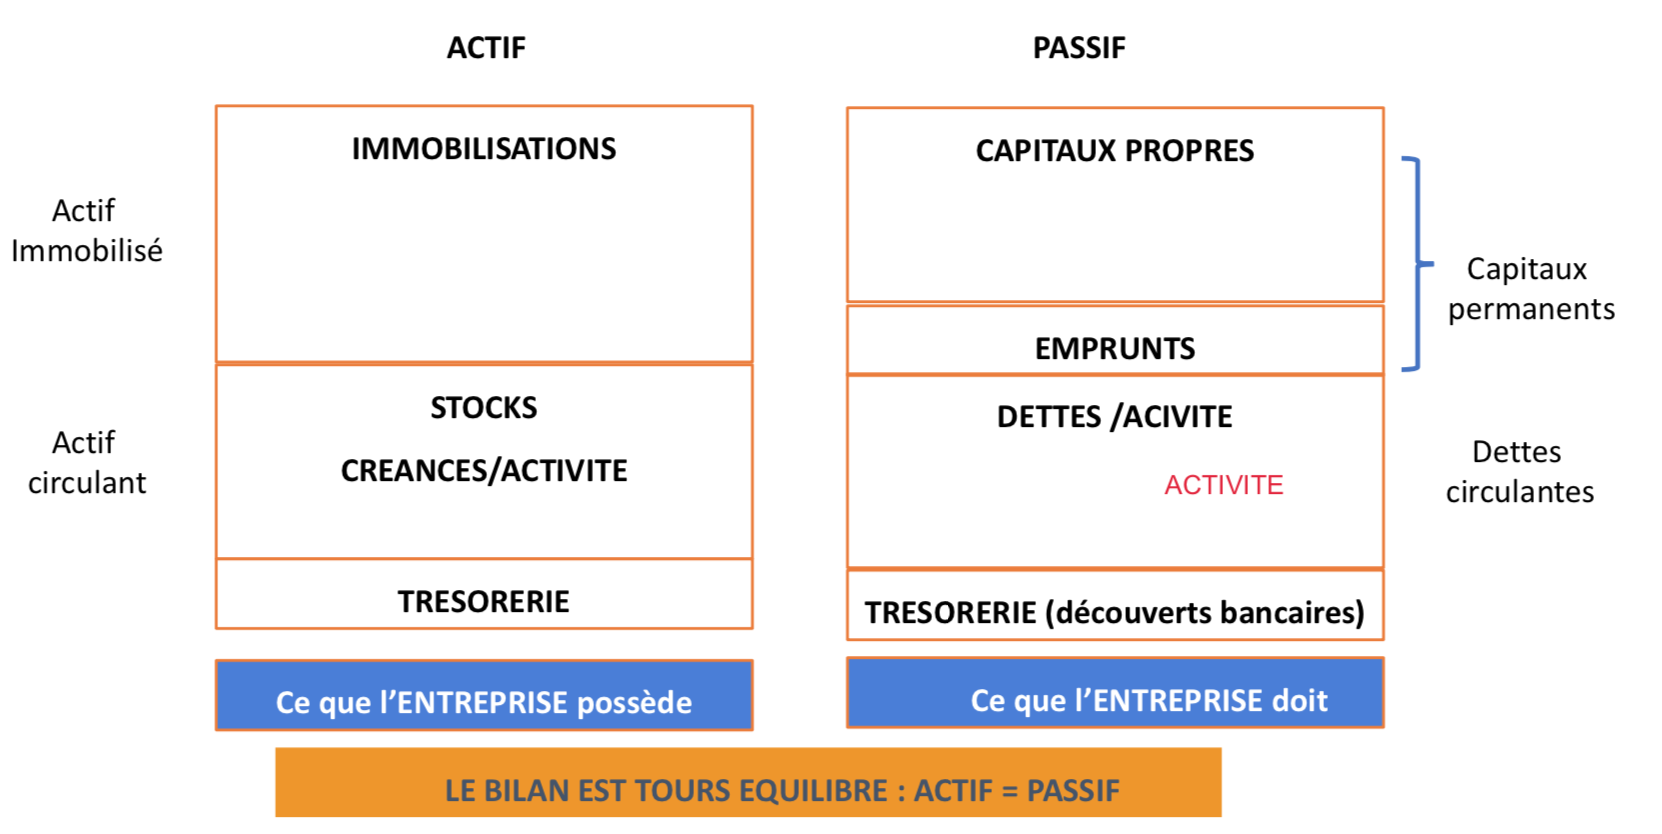 ACTIF
PASSIF
IMMOBILISATIONS
CAPITAUX PROPRES
Actif
Immobilisé
Capitaux
permanents
EMPRUNTS
STOCKS
CREANCES/ACTIVITE
DETTES /ACIVITE
ACTIVITE
Actif
circulant
Dettes
circulantes
TRESORERIE
TRESORERIE (découverts bancaires)
Ce que l’ENTREPRISE possède
Ce que l’ENTREPRISE doit
LE BILAN EST TOURS EQUILIBRE : ACTIF = PASSIF